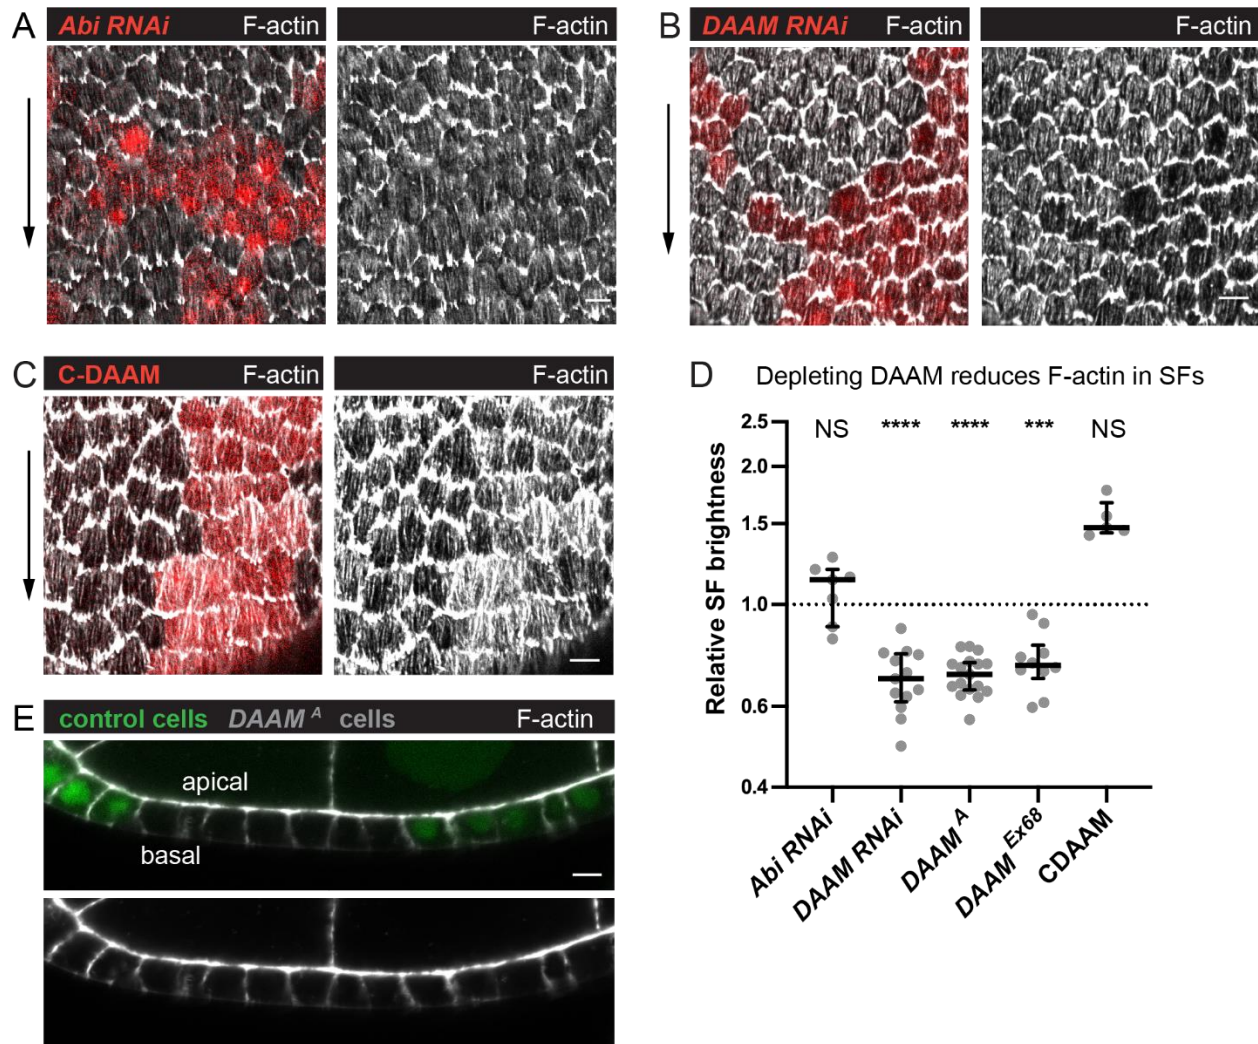 A
Abi RNAi F-actin
F-actin
B
DAAM RNAi F-actin
F-actin
C
C-DAAM F-actin
F-actin
D
Depleting DAAM reduces F-actin in SFs
NS **** **** *** NS
2.5
2.0
1.5
1.0
0.6
0.4
Relative SF brightness
Abi RNAi
DAAM RNAi
DAAM A
DAAM Ex68
CDAAM
E
control cells DAAM A cells F-actin
apical
basal